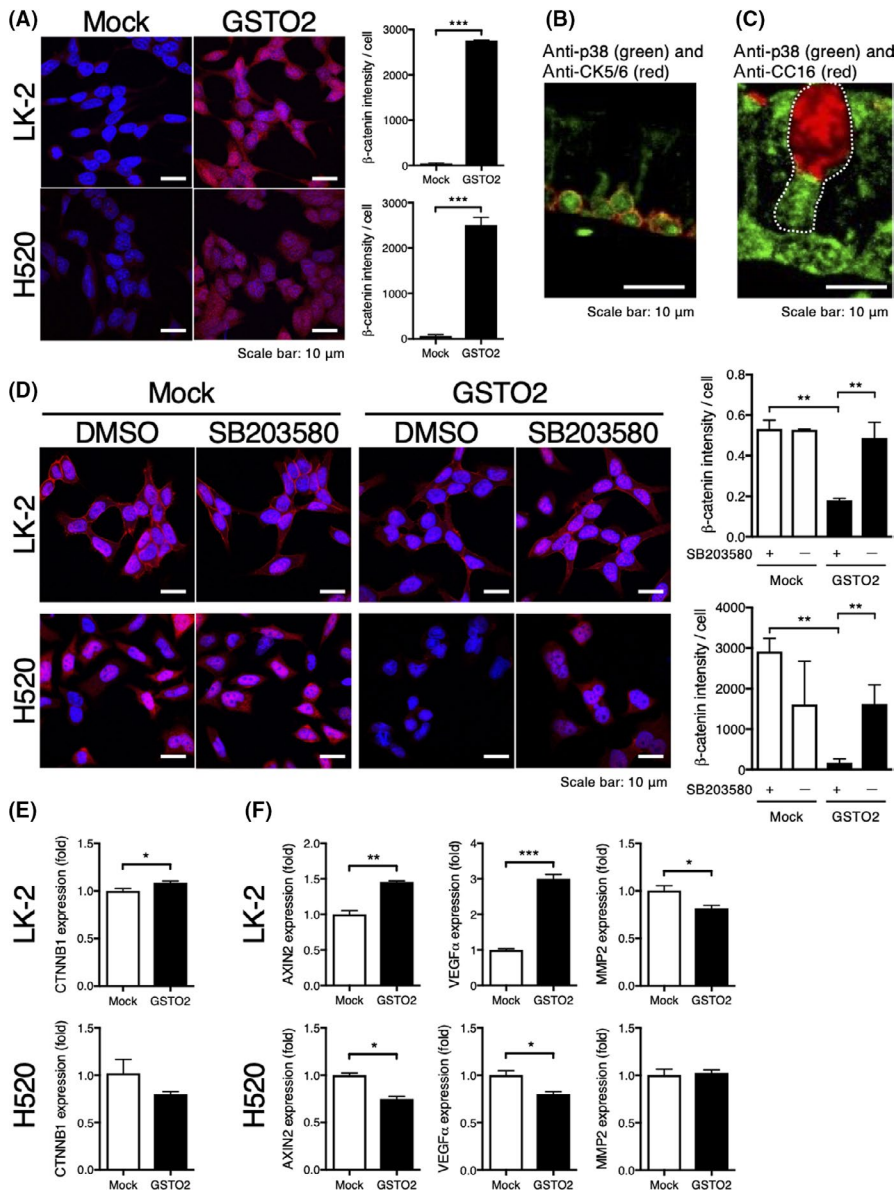 (A)
Mock
GSTO2
LK-2
H520
Scale bar: 10 μm
β-catenin intensity / cell
3000
2000
1000
0
***
Mock
GSTO2
β-catenin intensity / cell
3000
2000
1000
0
***
Mock
GSTO2
(B)
Anti-p38 (green) and
Anti-CK5/6 (red)
Scale bar: 10 μm
(C)
Anti-p38 (green) and
Anti-CC16 (red)
Scale bar: 10 μm
(D)
Mock
GSTO2
DMSO
SB203580
DMSO
SB203580
LK-2
H520
Scale bar: 10 μm
β-catenin intensity / cell
0.8
0.6
0.4
0.2
0
**
**
SB203580
+
—
+
—
Mock
GSTO2
β-catenin intensity / cell
4000
3000
2000
1000
0
**
**
SB203580
+
—
+
—
Mock
GSTO2
(E)
LK-2
CTNNB1 expression (fold)
1.5
1.0
0.5
0.0
*
Mock
GSTO2
H520
CTNNB1 expression (fold)
1.5
1.0
0.5
0.0
Mock
GSTO2
(F)
LK-2
AXIN2 expression (fold)
2.0
1.5
1.0
0.5
0.0
**
Mock
GSTO2
VEGFα expression (fold)
4
3
2
1
0
***
Mock
GSTO2
MMP2 expression (fold)
1.5
1.0
0.5
0.0
*
Mock
GSTO2
H520
AXIN2 expression (fold)
1.5
1.0
0.5
0.0
*
Mock
GSTO2
VEGFα expression (fold)
1.5
1.0
0.5
0.0
*
Mock
GSTO2
MMP2 expression (fold)
1.5
1.0
0.5
0.0
Mock
GSTO2